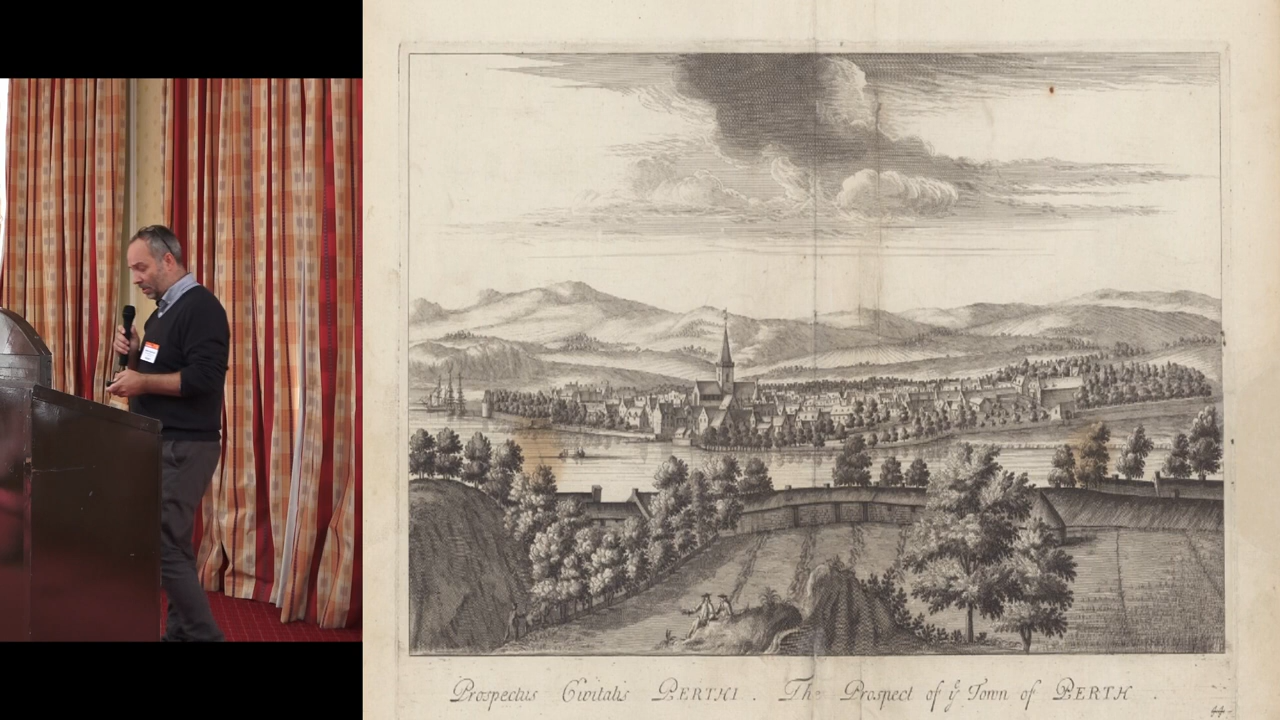 Prospectus Civitatis PERTHI. The Prospect of yͤ Town of PERTH.
44